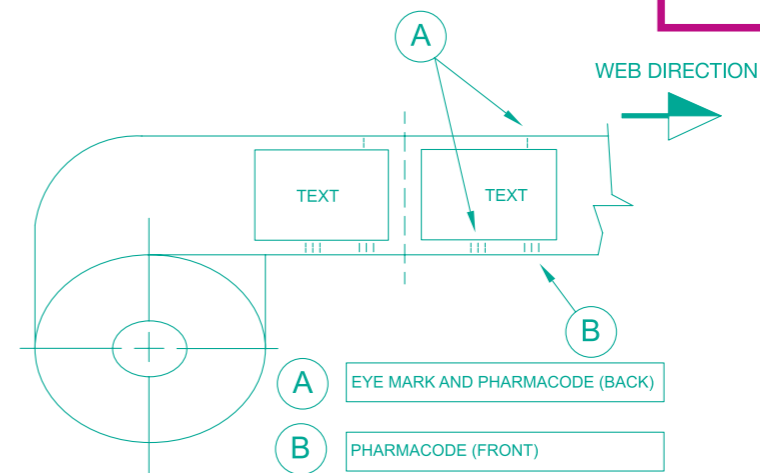 A
WEB DIRECTION
TEXT
TEXT
B
A
EYE MARK AND PHARMACODE (BACK)
B
PHARMACODE (FRONT)